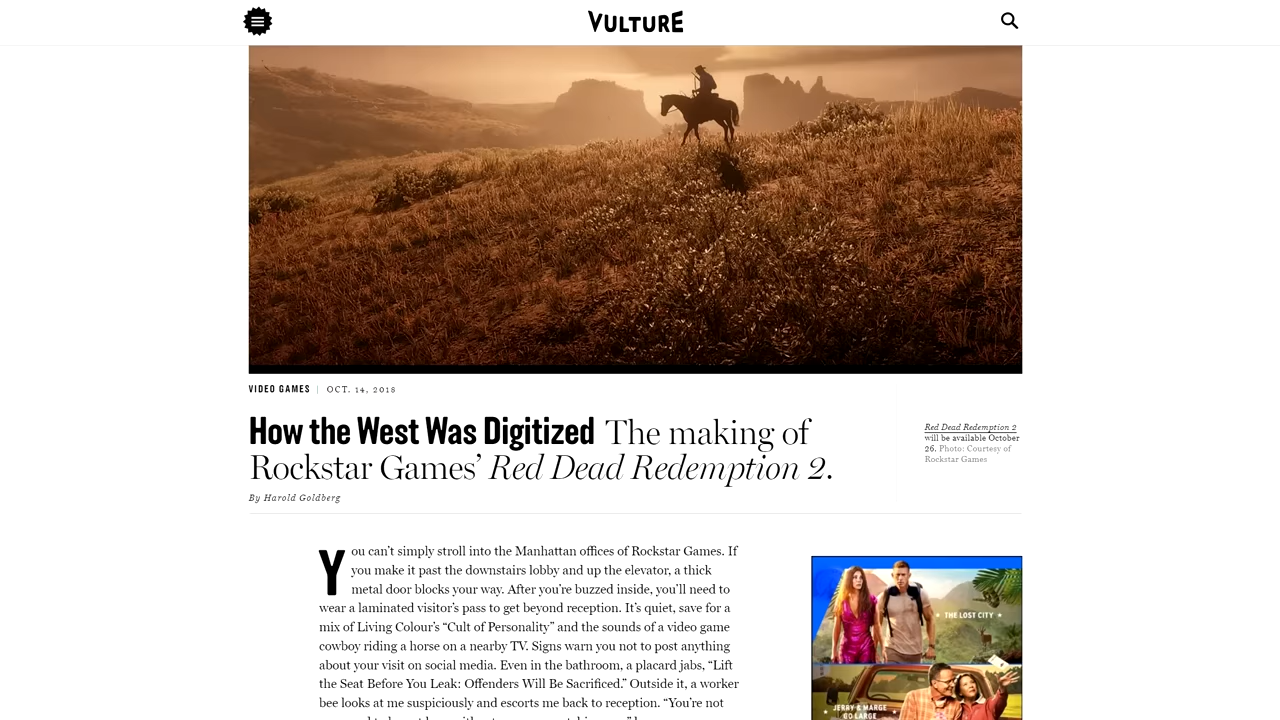 VULTURE
VIDEO GAMES | OCT. 14, 2018
How the West Was Digitized The making of
Rockstar Games’ Red Dead Redemption 2.
By Harold Goldberg
Red Dead Redemption 2
will be available October
26. Photo: Courtesy of
Rockstar Games
You can’t simply stroll into the Manhattan offices of Rockstar Games. If
you make it past the downstairs lobby and up the elevator, a thick
metal door blocks your way. After you’re buzzed inside, you’ll need to
wear a laminated visitor’s pass to get beyond reception. It’s quiet, save for a
mix of Living Colour’s “Cult of Personality” and the sounds of a video game
cowboy riding a horse on a nearby TV. Signs warn you not to post anything
about your visit on social media. Even in the bathroom, a placard jabs, “Lift
the Seat Before You Leak: Offenders Will Be Sacrificed.” Outside it, a worker
bee looks at me suspiciously and escorts me back to reception. “You’re not
THE LOST CITY
JERRY & MARGE
GO LARGE